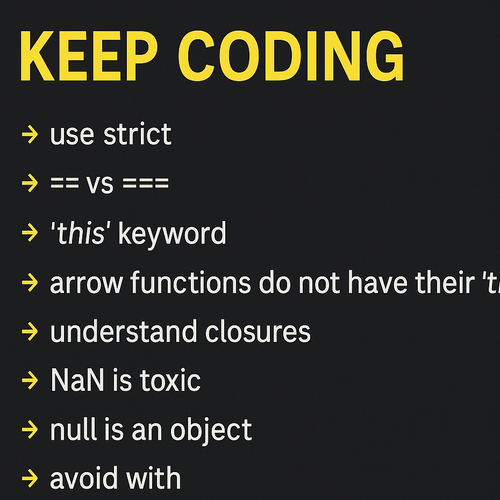 KEEP CODING
→ use strict
→ == vs ===
→ 'this' keyword
→ arrow functions do not have their
→ understand closures
→ NaN is toxic
→ null is an object
→ avoid with